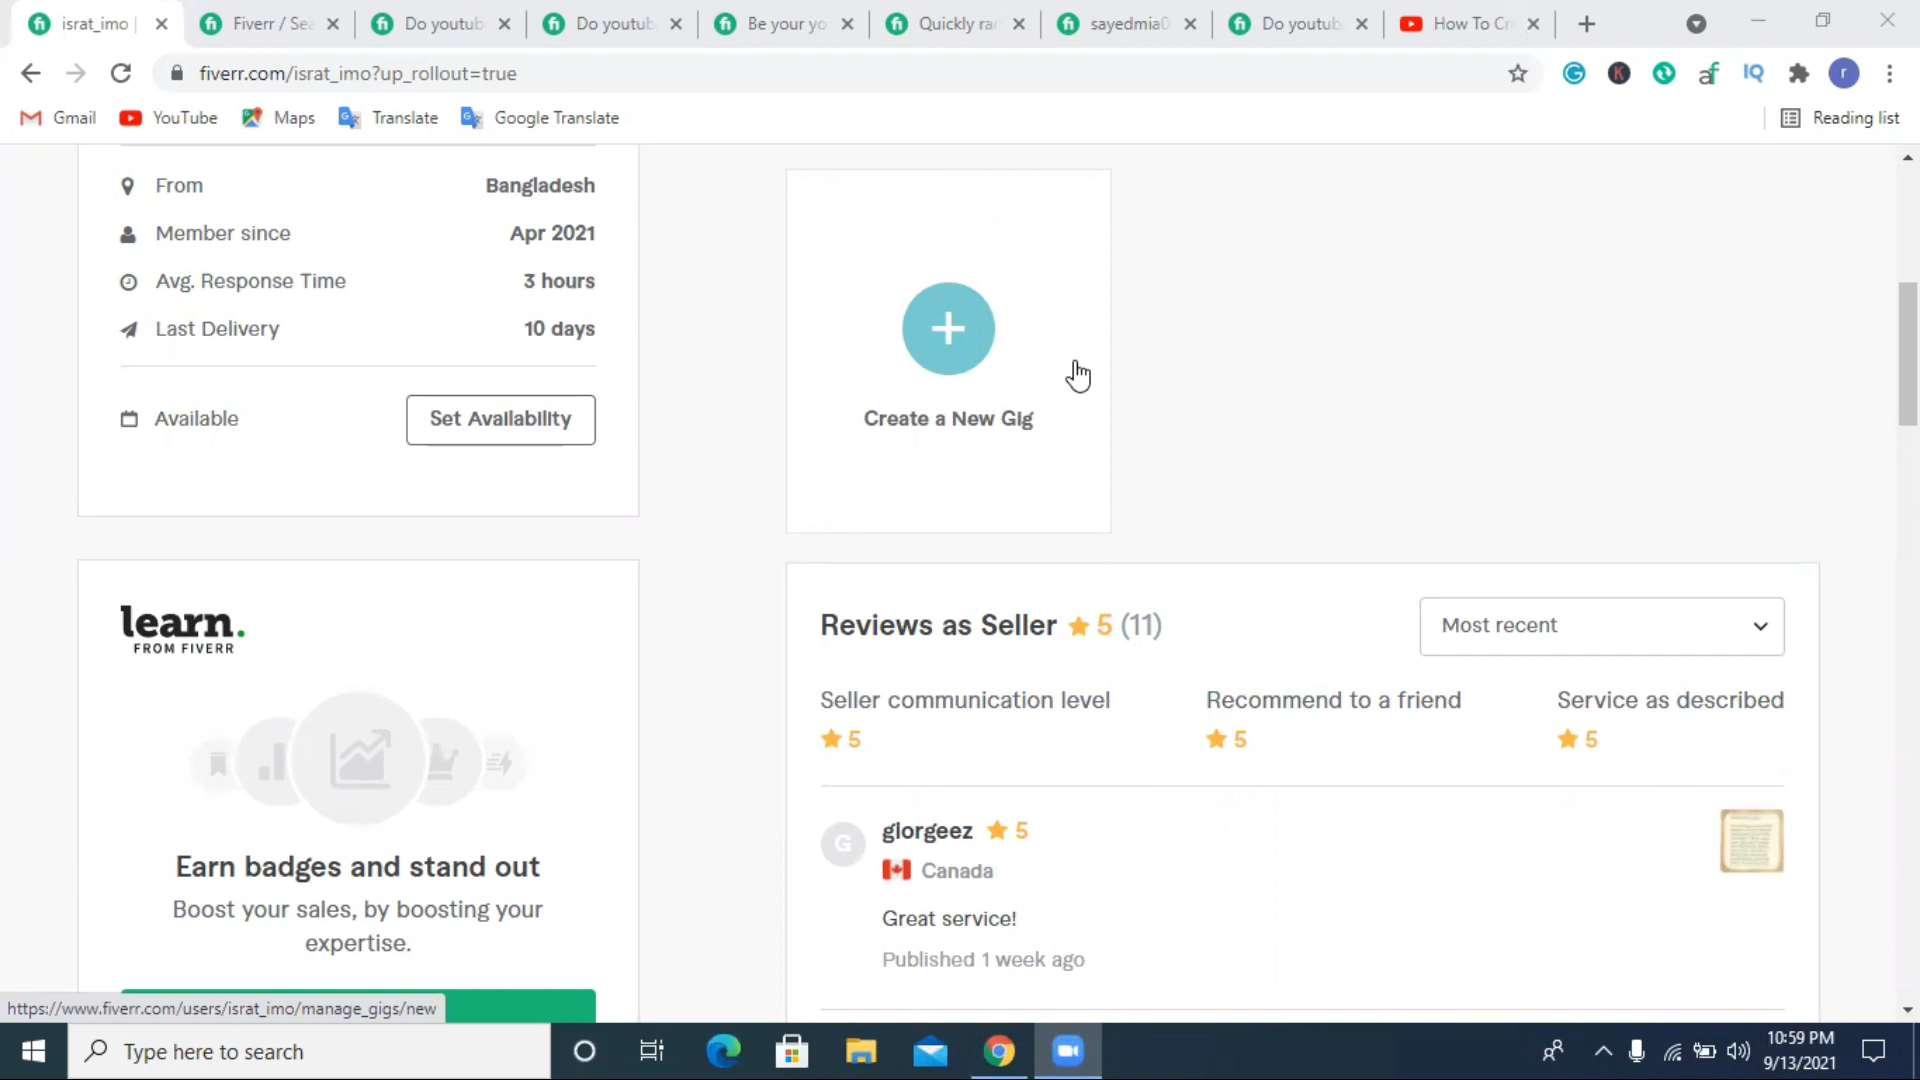 israt_imo |
Fiverr / Sea
Do youtub
Do youtub
Be your yo
Quickly ran
sayedmia0
Do youtub
How To Cr
fiverr.com/israt_imo?up_rollout=true
IQ
r
Gmail
YouTube
Maps
Translate
Google Translate
Reading list
From Bangladesh
Member since Apr 2021
Avg. Response Time 3 hours
Last Delivery 10 days
Available Set Availability
Create a New Gig
learn.
FROM FIVERR
Earn badges and stand out
Boost your sales, by boosting your
expertise.
Reviews as Seller 5 (11)
Most recent
Seller communication level
5
Recommend to a friend
5
Service as described
5
G
glorgeez 5
Canada
Great service!
Published 1 week ago
https://www.fiverr.com/users/israt_imo/manage_gigs/new
Type here to search
10:59 PM
9/13/2021